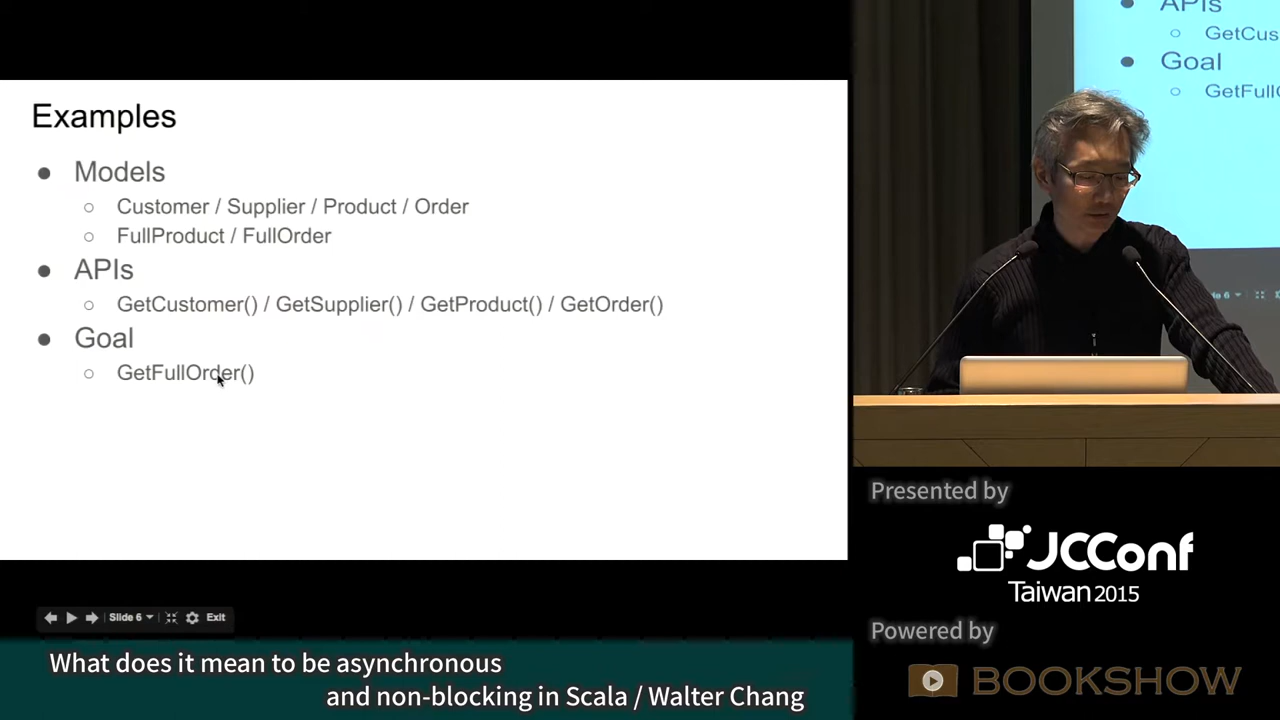 Examples
● Models
○ Customer / Supplier / Product / Order
○ FullProduct / FullOrder
● APIs
○ GetCustomer() / GetSupplier() / GetProduct() / GetOrder()
● Goal
○ GetFullOrder()
Slide 6
Exit
What does it mean to be asynchronous
and non-blocking in Scala / Walter Chang
● APIs
○ GetCus
● Goal
○ GetFull
Presented by
JCConf
Taiwan 2015
Powered by
BOOKSHOW